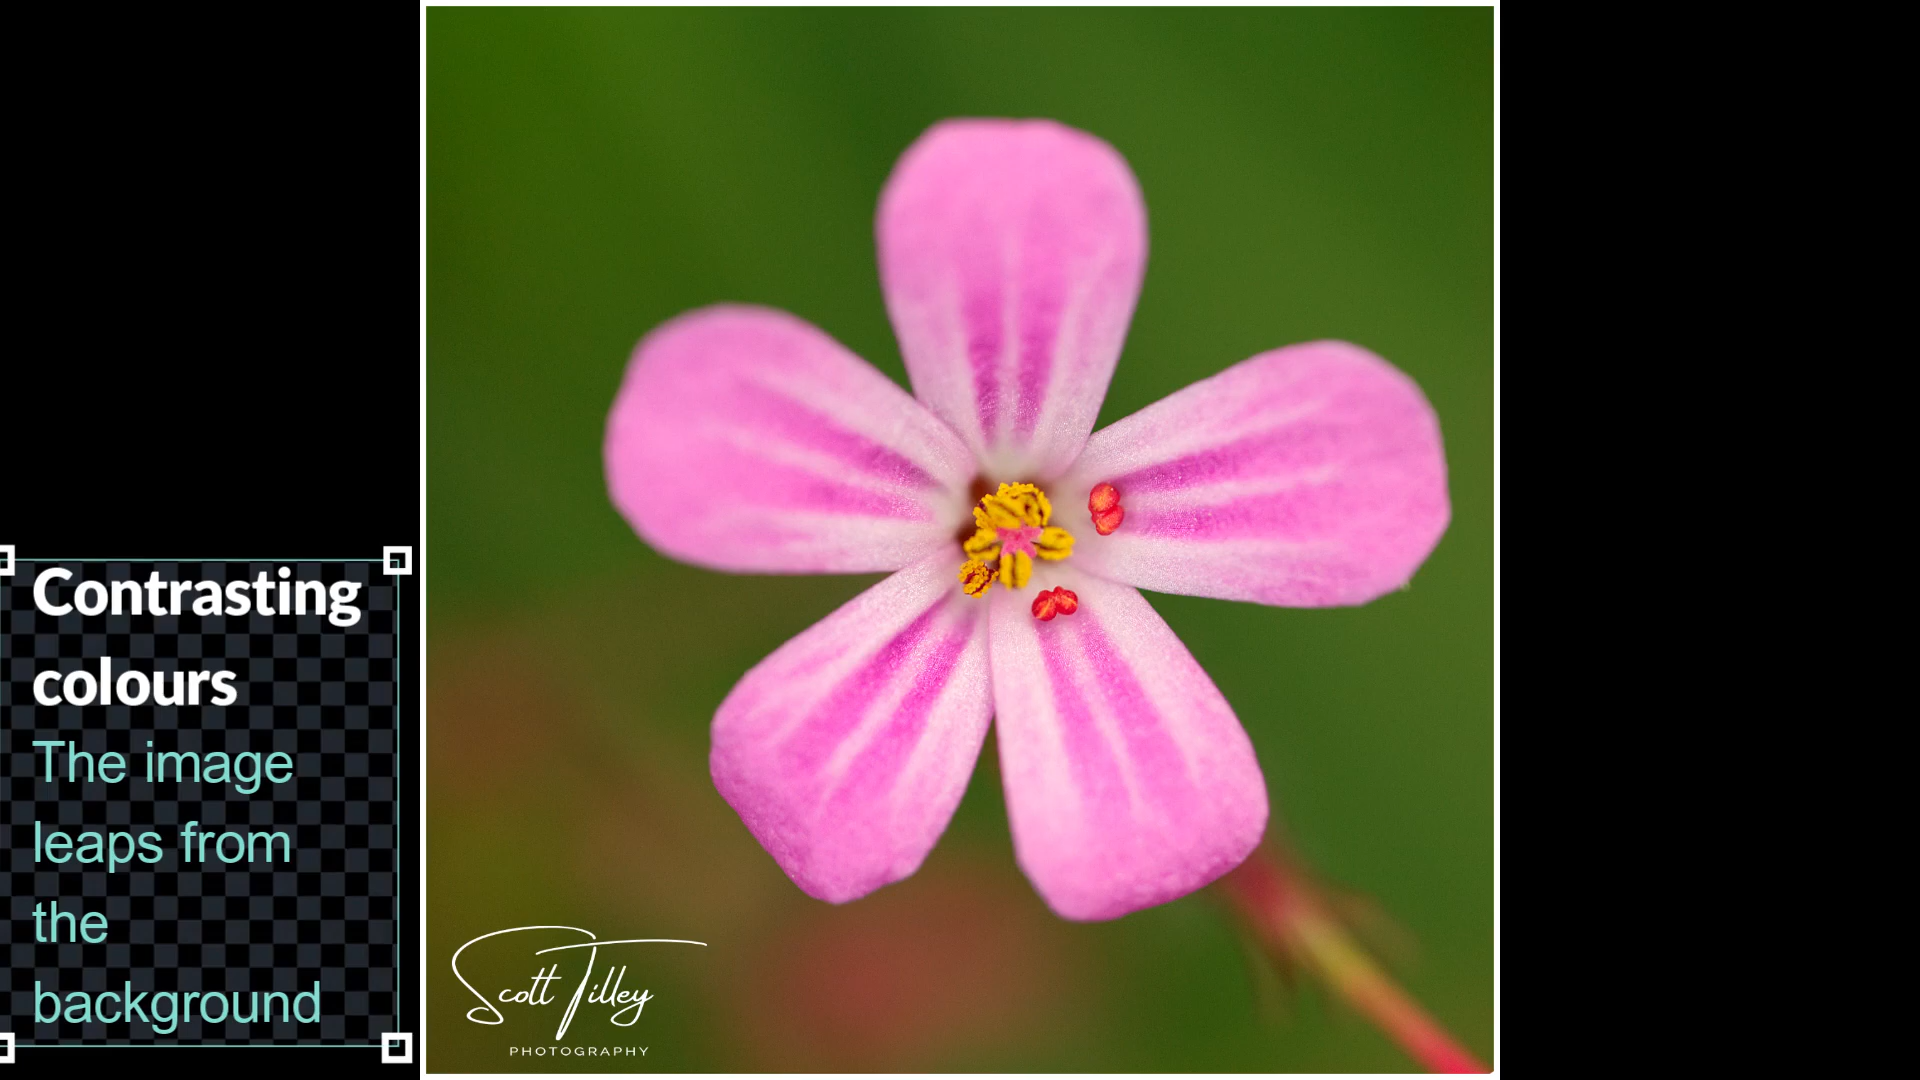 Contrasting
colours
The image
leaps from
the
background
Scott Tilley
PHOTOGRAPHY